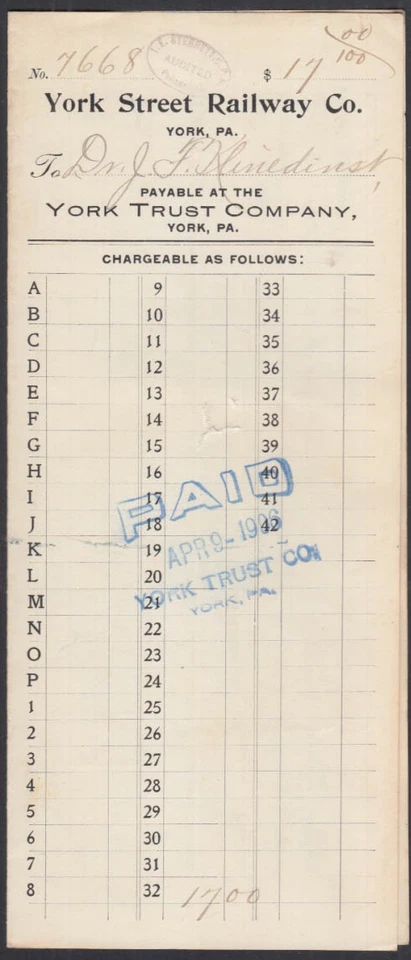 No. 7668 $ 17 00/100
AUDITED
York Street Railway Co.
YORK, PA.
To Dr. J. F. Klinedinst,
PAYABLE AT THE
YORK TRUST COMPANY,
YORK, PA.
CHARGEABLE AS FOLLOWS:
A 9 33
B 10 34
C 11 35
D 12 36
E 13 37
F 14 38
G 15 39
H 16 40
I 17 41
J 18 42
K 19
L 20
M 21
N 22
O 23
P 24
1 25
2 26
3 27
4 28
5 29
6 30
7 31
8 32 1700
PAID
APR 9 - 1906
YORK TRUST CO.
YORK, PA.